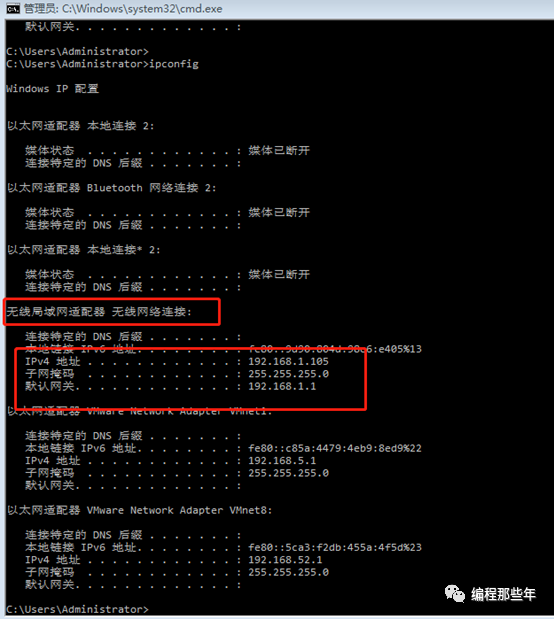 管理员: C:\Windows\system32\cmd.exe
默认网关. . . . . . . . . . . . . :
C:\Users\Administrator>
C:\Users\Administrator>ipconfig
Windows IP 配置
以太网适配器 本地连接 2:
媒体状态 . . . . . . . . . . . . : 媒体已断开
连接特定的 DNS 后缀 . . . . . . . :
以太网适配器 Bluetooth 网络连接 2:
媒体状态 . . . . . . . . . . . . : 媒体已断开
连接特定的 DNS 后缀 . . . . . . . :
以太网适配器 本地连接* 2:
媒体状态 . . . . . . . . . . . . : 媒体已断开
连接特定的 DNS 后缀 . . . . . . . :
无线局域网适配器 无线网络连接:
连接特定的 DNS 后缀 . . . . . . . :
本地链接 IPv6 地址. . . . . . . . :
IPv4 地址 . . . . . . . . . . . . : 192.168.1.105
子网掩码 . . . . . . . . . . . . : 255.255.255.0
默认网关. . . . . . . . . . . . . : 192.168.1.1
以太网适配器 VMware Network Adapter VMnet1:
连接特定的 DNS 后缀 . . . . . . . :
本地链接 IPv6 地址. . . . . . . . : fe80::c85a:4479:4eb9:8ed9%22
IPv4 地址 . . . . . . . . . . . . : 192.168.5.1
子网掩码 . . . . . . . . . . . . : 255.255.255.0
默认网关. . . . . . . . . . . . . :
以太网适配器 VMware Network Adapter VMnet8:
连接特定的 DNS 后缀 . . . . . . . :
本地链接 IPv6 地址. . . . . . . . : fe80::5ca3:f2db:455a:4f5d%23
IPv4 地址 . . . . . . . . . . . . : 192.168.52.1
子网掩码 . . . . . . . . . . . . : 255.255.255.0
默认网关. . . . . . . . . . . . . :
C:\Users\Administrator>
编程那些年